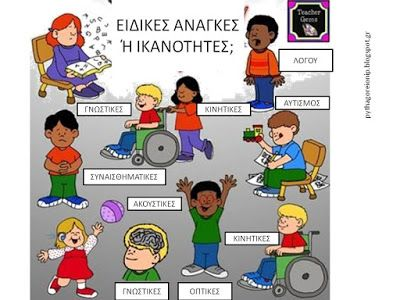 ΕΙΔΙΚΕΣ ΑΝΑΓΚΕΣ
Ή ΙΚΑΝΟΤΗΤΕΣ;
Teacher
Gems
pythagoreionip.blogspot.gr
ΛΟΓΟΥ
ΓΝΩΣΤΙΚΕΣ
ΚΙΝΗΤΙΚΕΣ
ΑΥΤΙΣΜΟΣ
ΣΥΝΑΙΣΘΗΜΑΤΙΚΕΣ
ΑΚΟΥΣΤΙΚΕΣ
ΚΙΝΗΤΙΚΕΣ
ΓΝΩΣΤΙΚΕΣ
ΟΠΤΙΚΕΣ